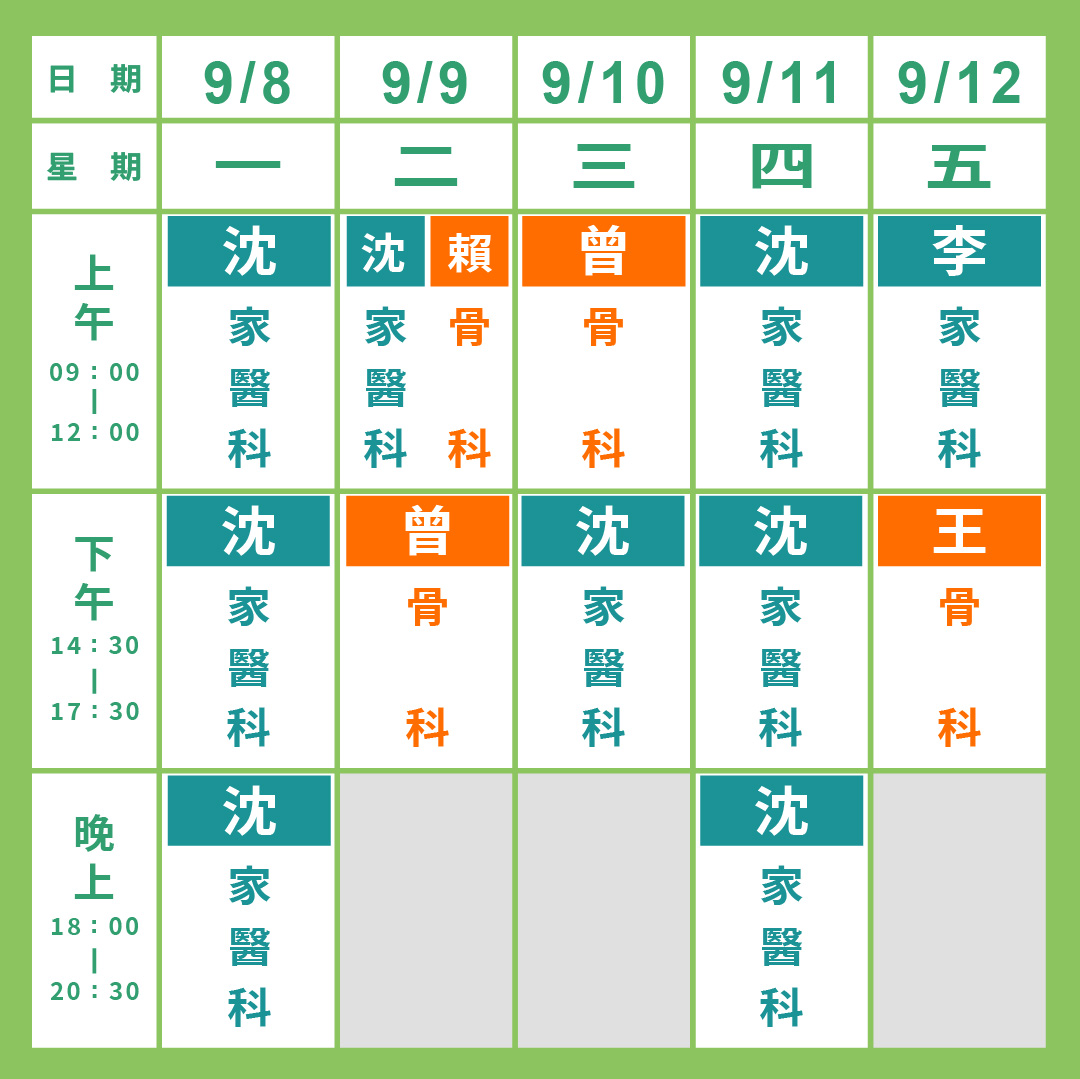 日 期 9/8 9/9 9/10 9/11 9/12
星 期 一 二 三 四 五
上午
09：00
|
12：00
沈
家醫科
沈
家醫科
賴
骨科
曾
骨科
沈
家醫科
李
家醫科
下午
14：30
|
17：30
沈
家醫科
曾
骨科
沈
家醫科
沈
家醫科
王
骨科
晚上
18：00
|
20：30
沈
家醫科
沈
家醫科